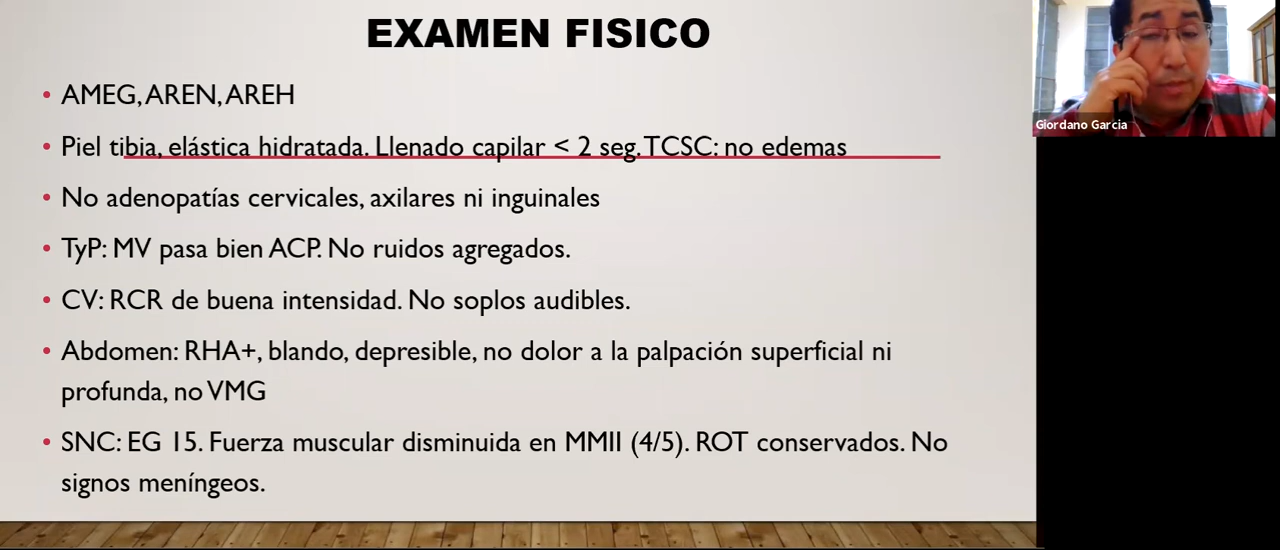 EXAMEN FISICO
• AMEG, AREN, AREH
• Piel tibia, elástica hidratada. Llenado capilar < 2 seg. TCSC: no edemas
• No adenopatías cervicales, axilares ni inguinales
• TyP: MV pasa bien ACP. No ruidos agregados.
• CV: RCR de buena intensidad. No soplos audibles.
• Abdomen: RHA+, blando, depresible, no dolor a la palpación superficial ni
profunda, no VMG
• SNC: EG 15. Fuerza muscular disminuida en MMII (4/5). ROT conservados. No
signos meníngeos.
Giordano Garcia